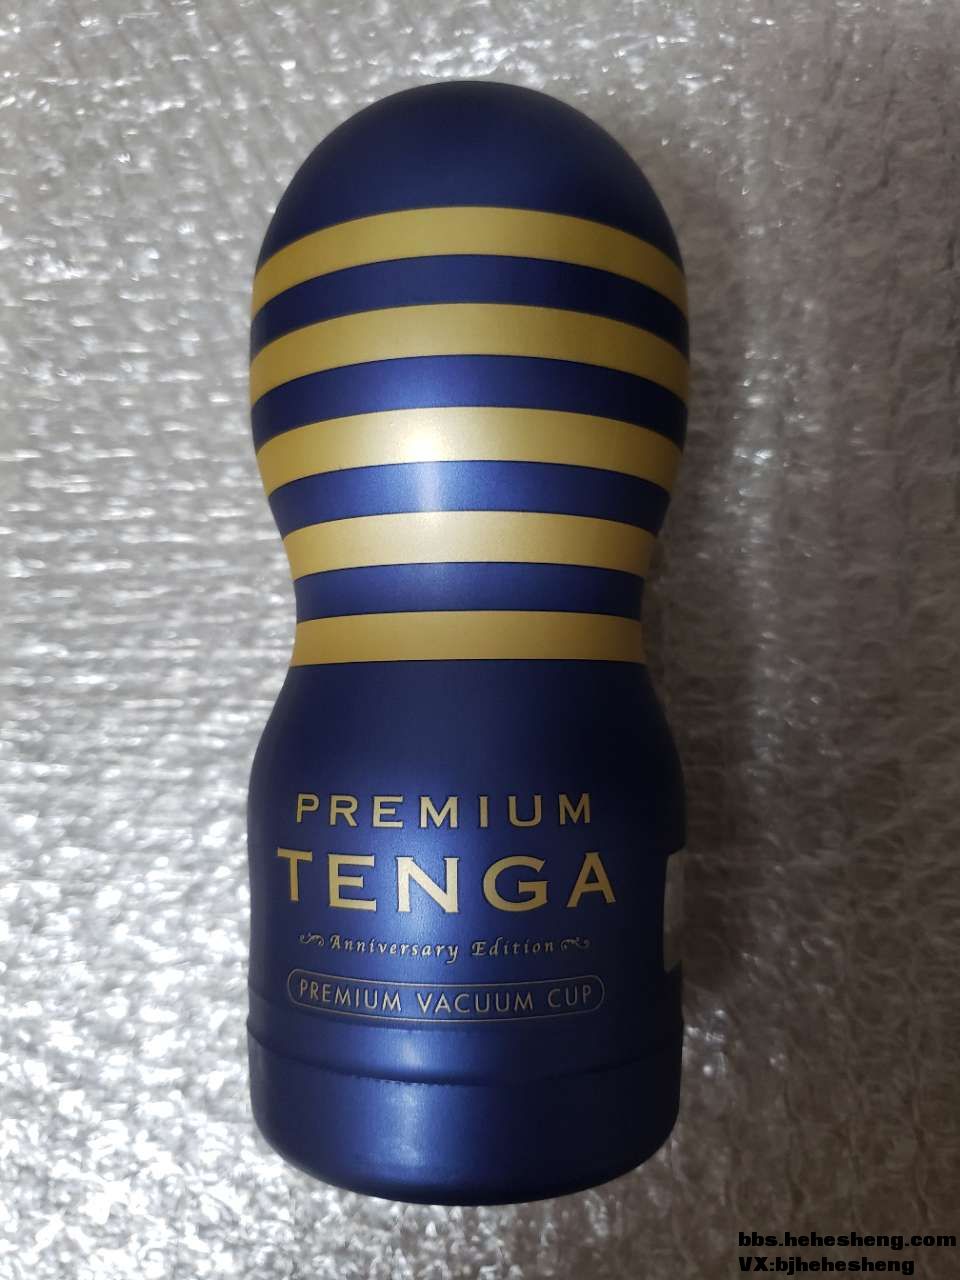 PREMIUM
TENGA
Anniversary Edition
PREMIUM VACUUM CUP
bbs.hehesheng.com
VX:bjhehesheng